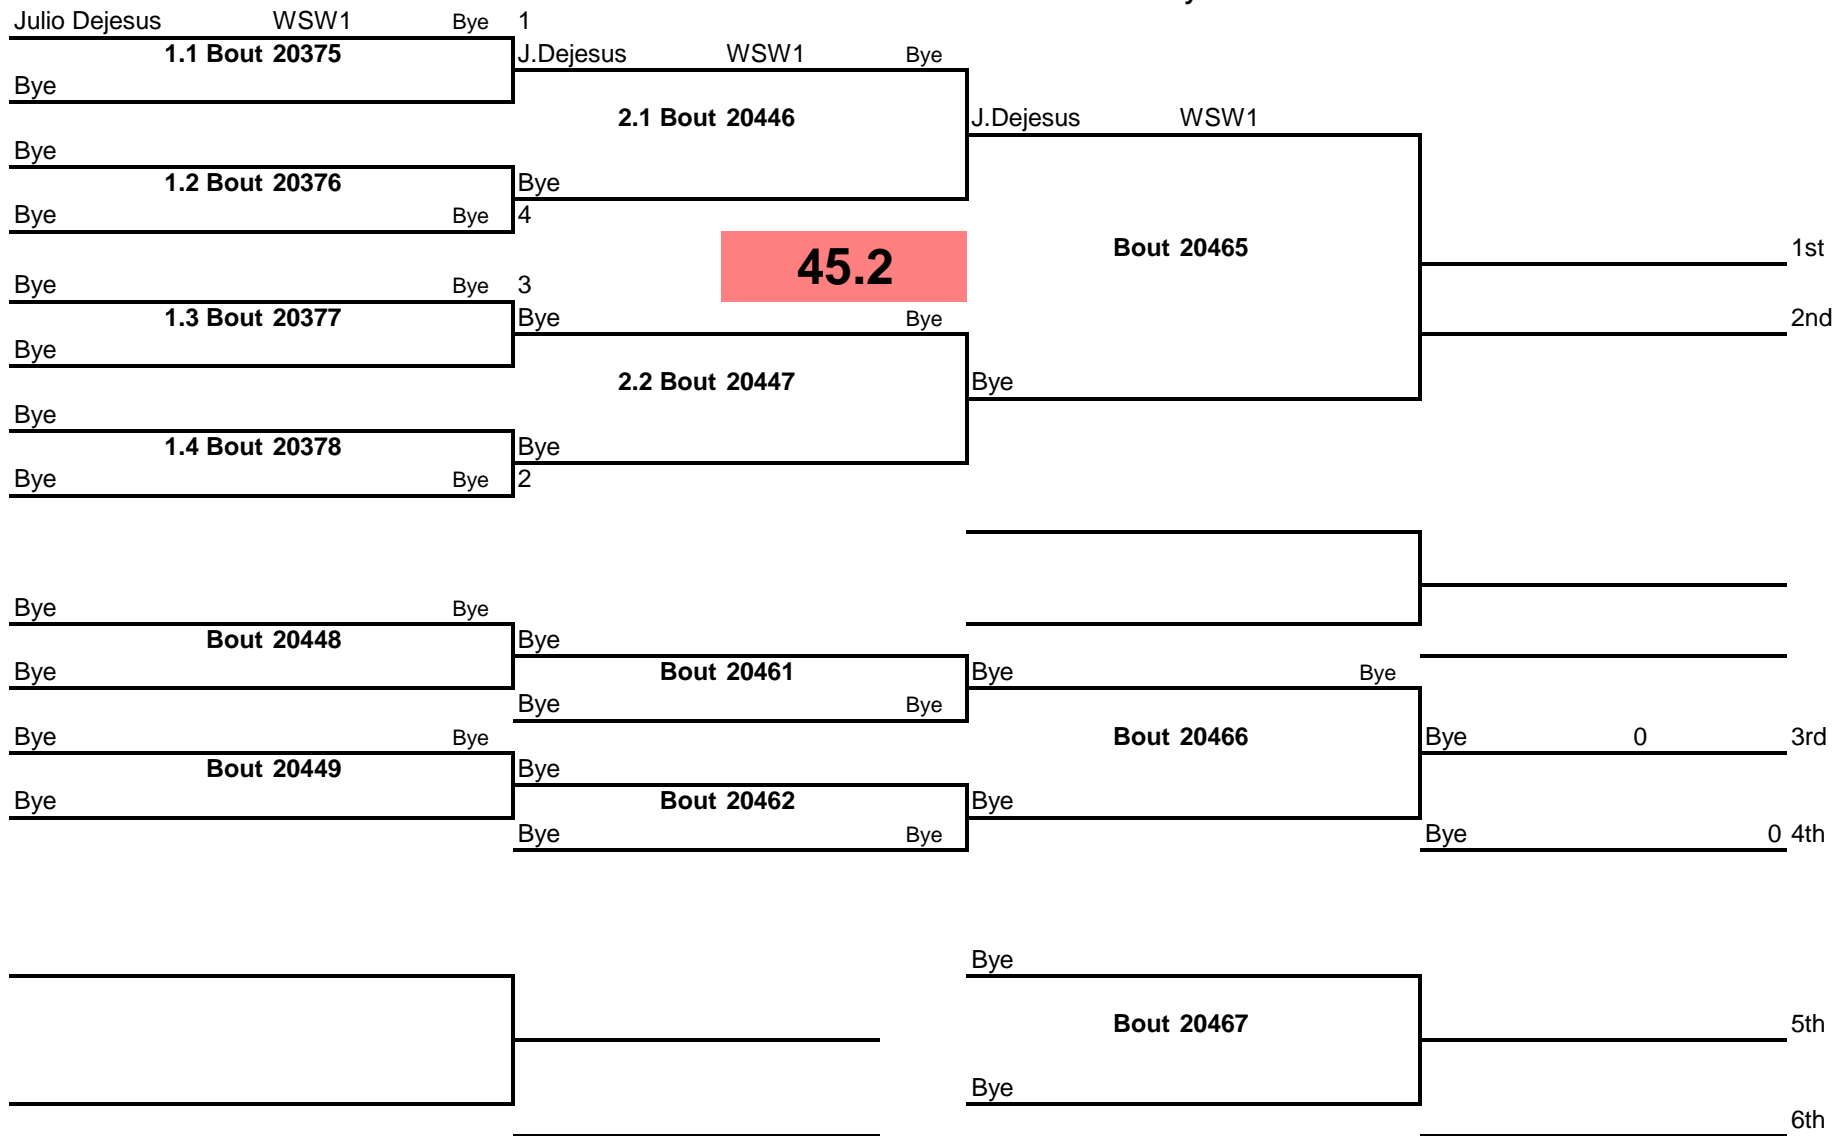 Julio Dejesus WSW1 Bye 1
1.1 Bout 20375 J.Dejesus WSW1 Bye
Bye
2.1 Bout 20446 J.Dejesus WSW1
Bye
1.2 Bout 20376 Bye
Bye Bye 4
45.2 Bout 20465 1st
Bye Bye 3
1.3 Bout 20377 Bye Bye 2nd
Bye
2.2 Bout 20447 Bye
Bye
1.4 Bout 20378 Bye
Bye Bye 2
Bye Bye
Bout 20448 Bye
Bye Bout 20461 Bye Bye
Bye Bye
Bye Bye Bout 20466 Bye 0 3rd
Bout 20449 Bye
Bye Bout 20462 Bye
Bye Bye Bye 0 4th
Bye
Bout 20467 5th
Bye
6th